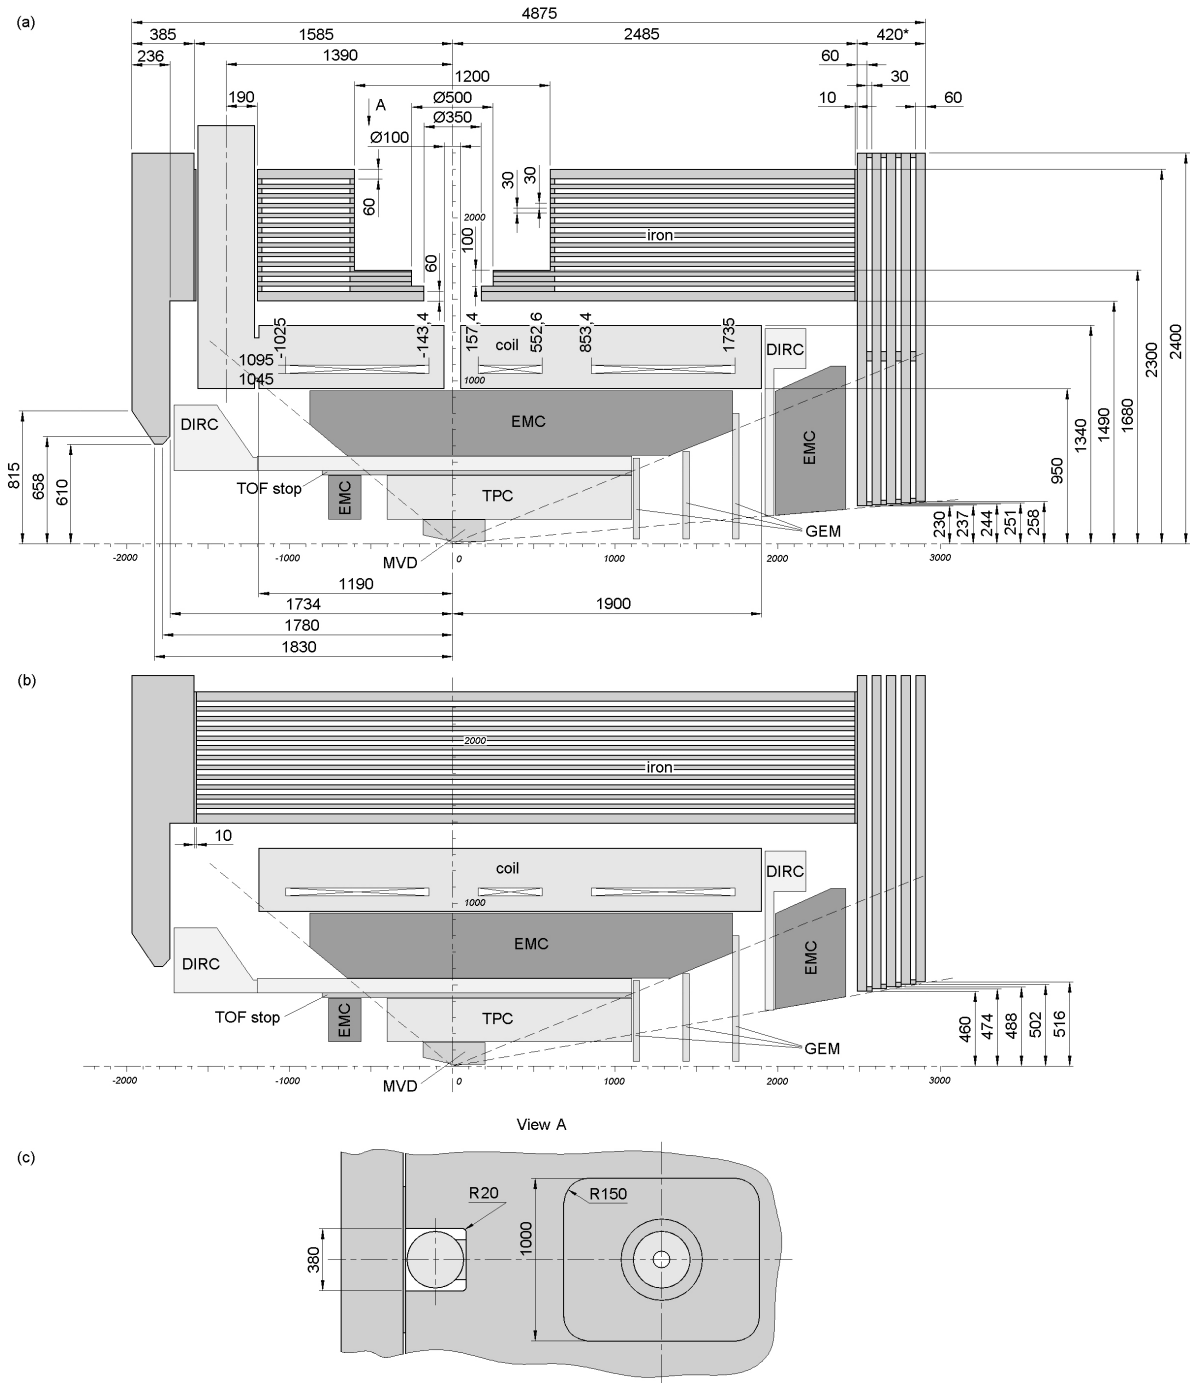 (a)
4875
385
1585
2485
420*
236
1390
60
30
1200
190
A
Ø500
10
60
Ø350
Ø100
60
30
30
2000
100
60
iron
-1025
-143,4
157,4
552,6
853,4
1735
coil
DIRC
1095
1045
1000
2400
2300
1680
1490
1340
950
DIRC
EMC
EMC
815
658
610
TOF stop
EMC
TPC
GEM
230
237
244
251
258
MVD
-2000
-1000
0
1000
2000
3000
1190
1734
1900
1780
1830
(b)
2000
iron
10
coil
DIRC
1000
DIRC
EMC
EMC
TOF stop
EMC
TPC
GEM
460
474
488
502
516
MVD
-2000
-1000
0
1000
2000
3000
View A
(c)
R20
R150
380
1000